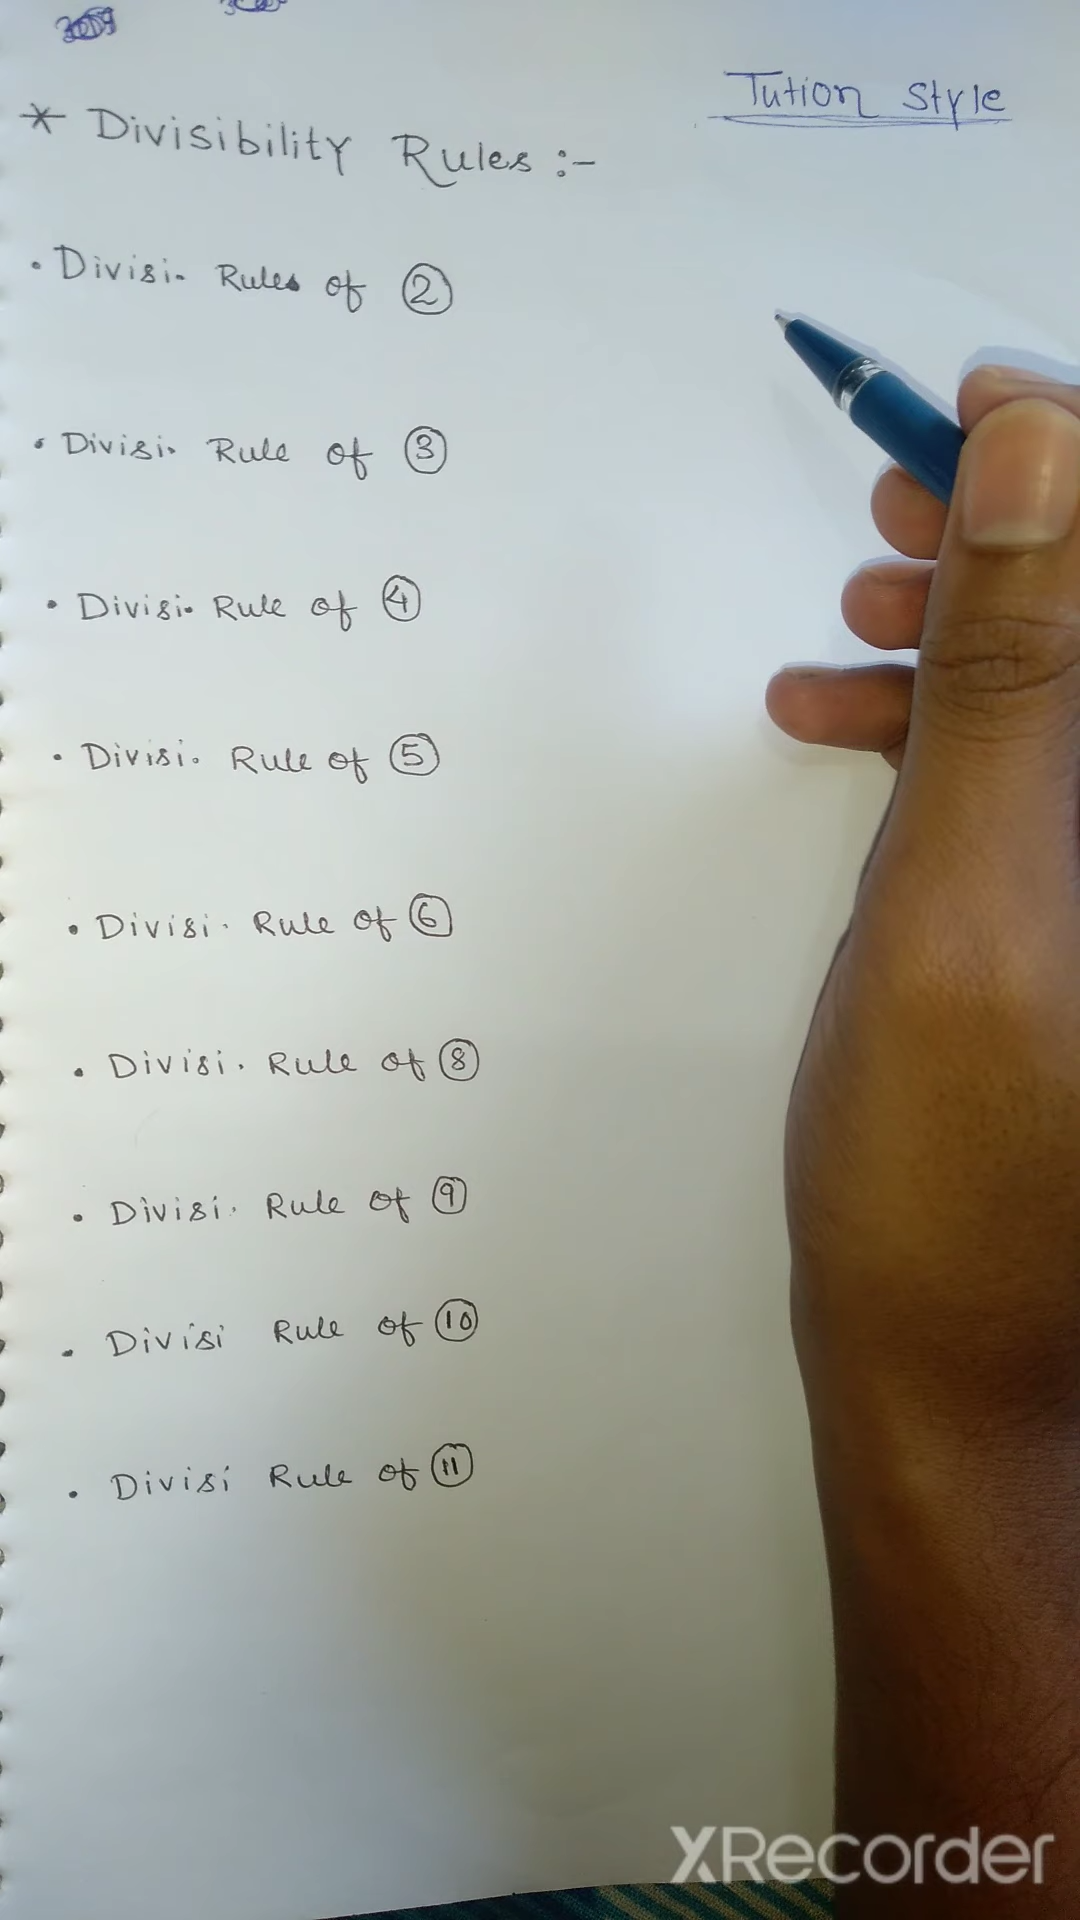 Tution Style
* Divisibility Rules :-
• Divisi. Rules of 2
• Divisi. Rule of 3
• Divisi. Rule of 4
• Divisi. Rule of 5
• Divisi. Rule of 6
• Divisi. Rule of 8
• Divisi. Rule of 9
• Divisi Rule of 10
• Divisi Rule of 11
XRecorder